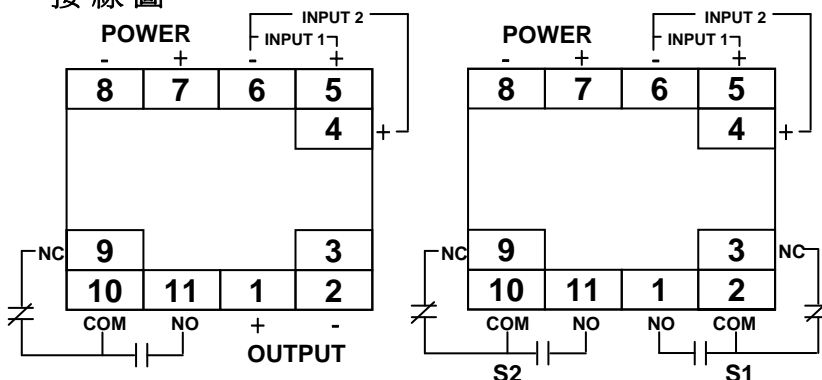 接線圖
INPUT 2
POWER
INPUT 1
- + - +
8 7 6 5
4 +
NC 9 3
10 11 1 2
COM NO + -
OUTPUT
INPUT 2
POWER
INPUT 1
- + - +
8 7 6 5
4 +
NC 9 3 NC
10 11 1 2
COM NO NO COM
S2 S1